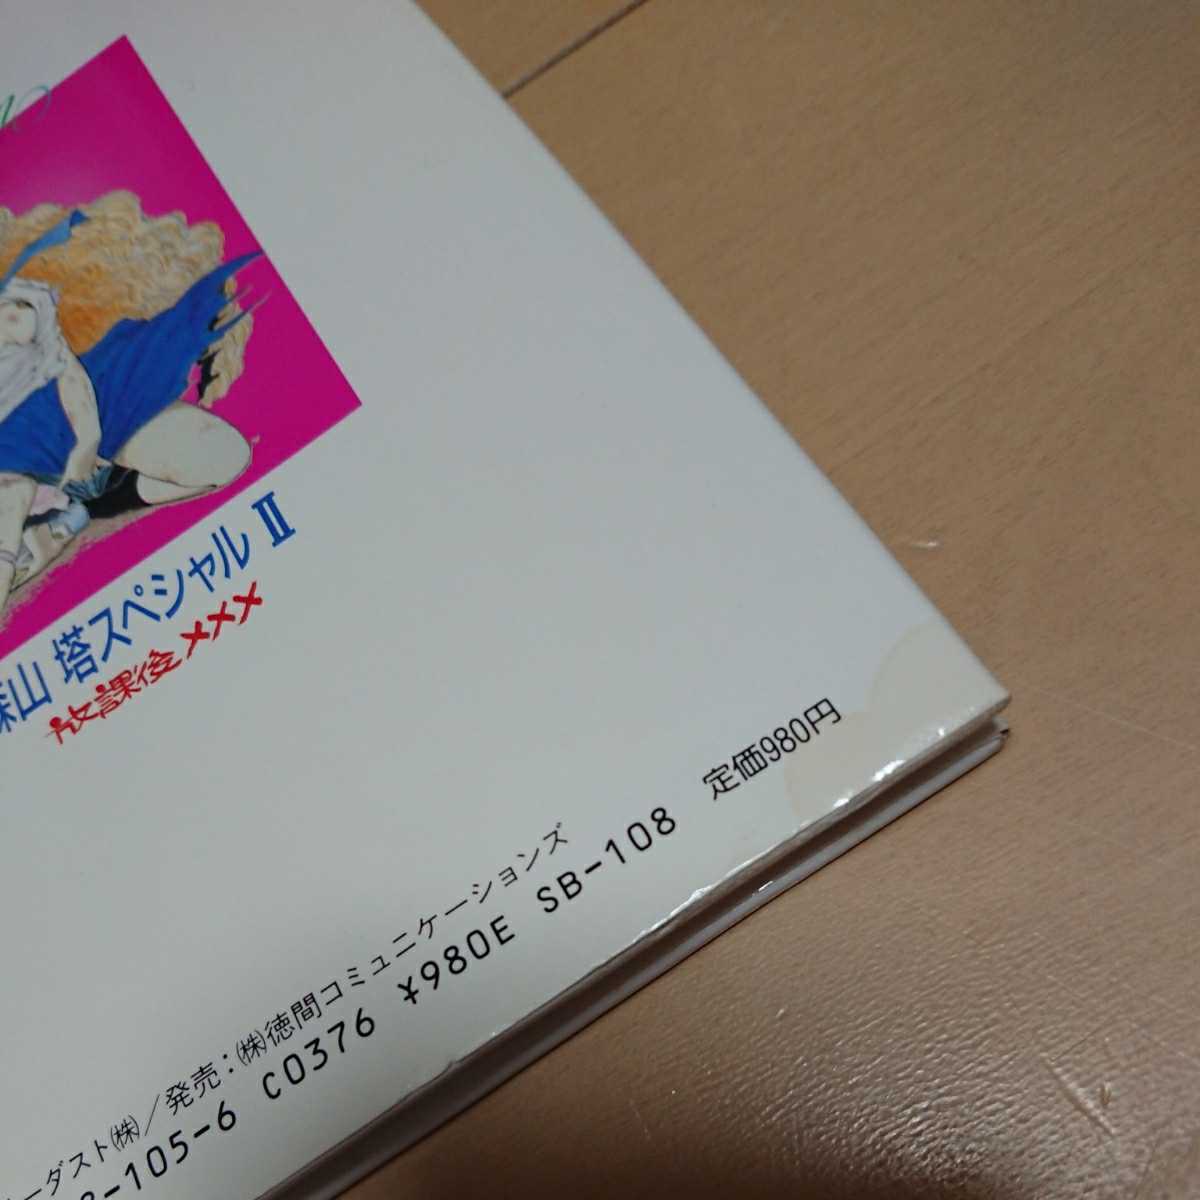 森山 塔スペシャル II
放課後×××
定価980円
ーダスト㈱/発売:㈱徳間コミュニケーションズ
-105-6 C0376 ¥980E SB-108